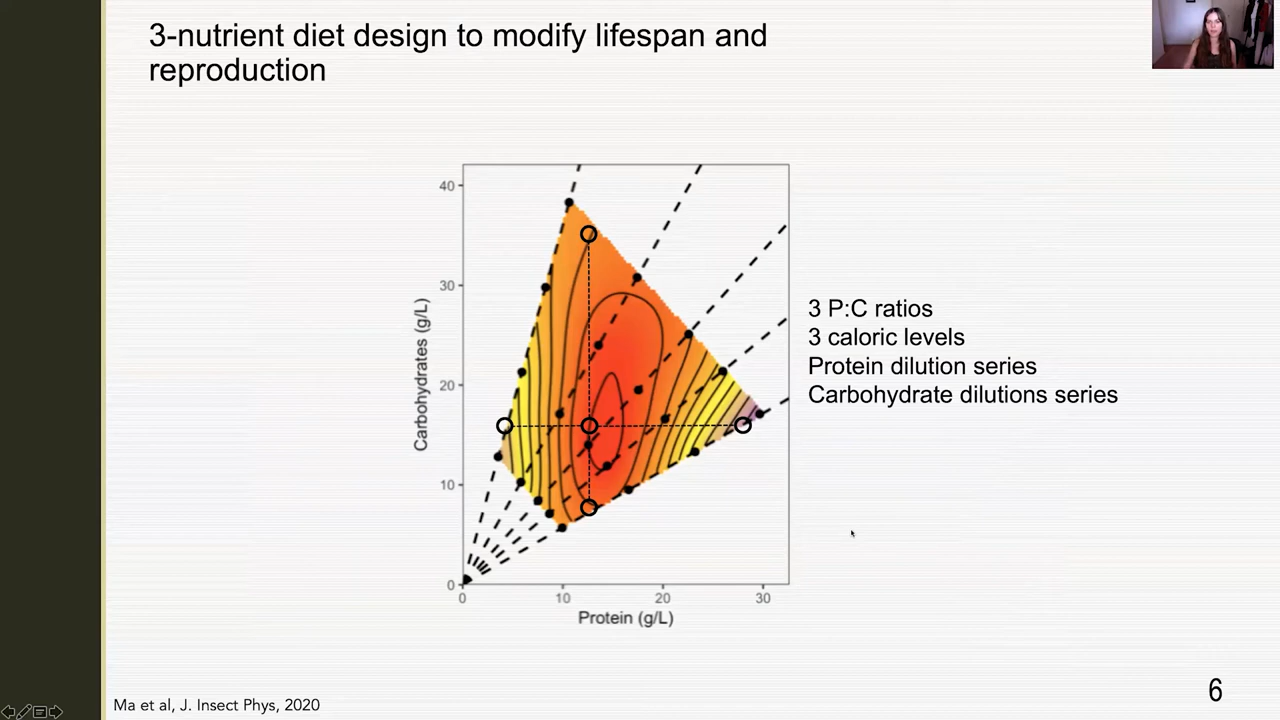 3-nutrient diet design to modify lifespan and
reproduction
40
30
20
10
0
Carbohydrates (g/L)
0 10 20 30
Protein (g/L)
3 P:C ratios
3 caloric levels
Protein dilution series
Carbohydrate dilutions series
Ma et al, J. Insect Phys, 2020
6